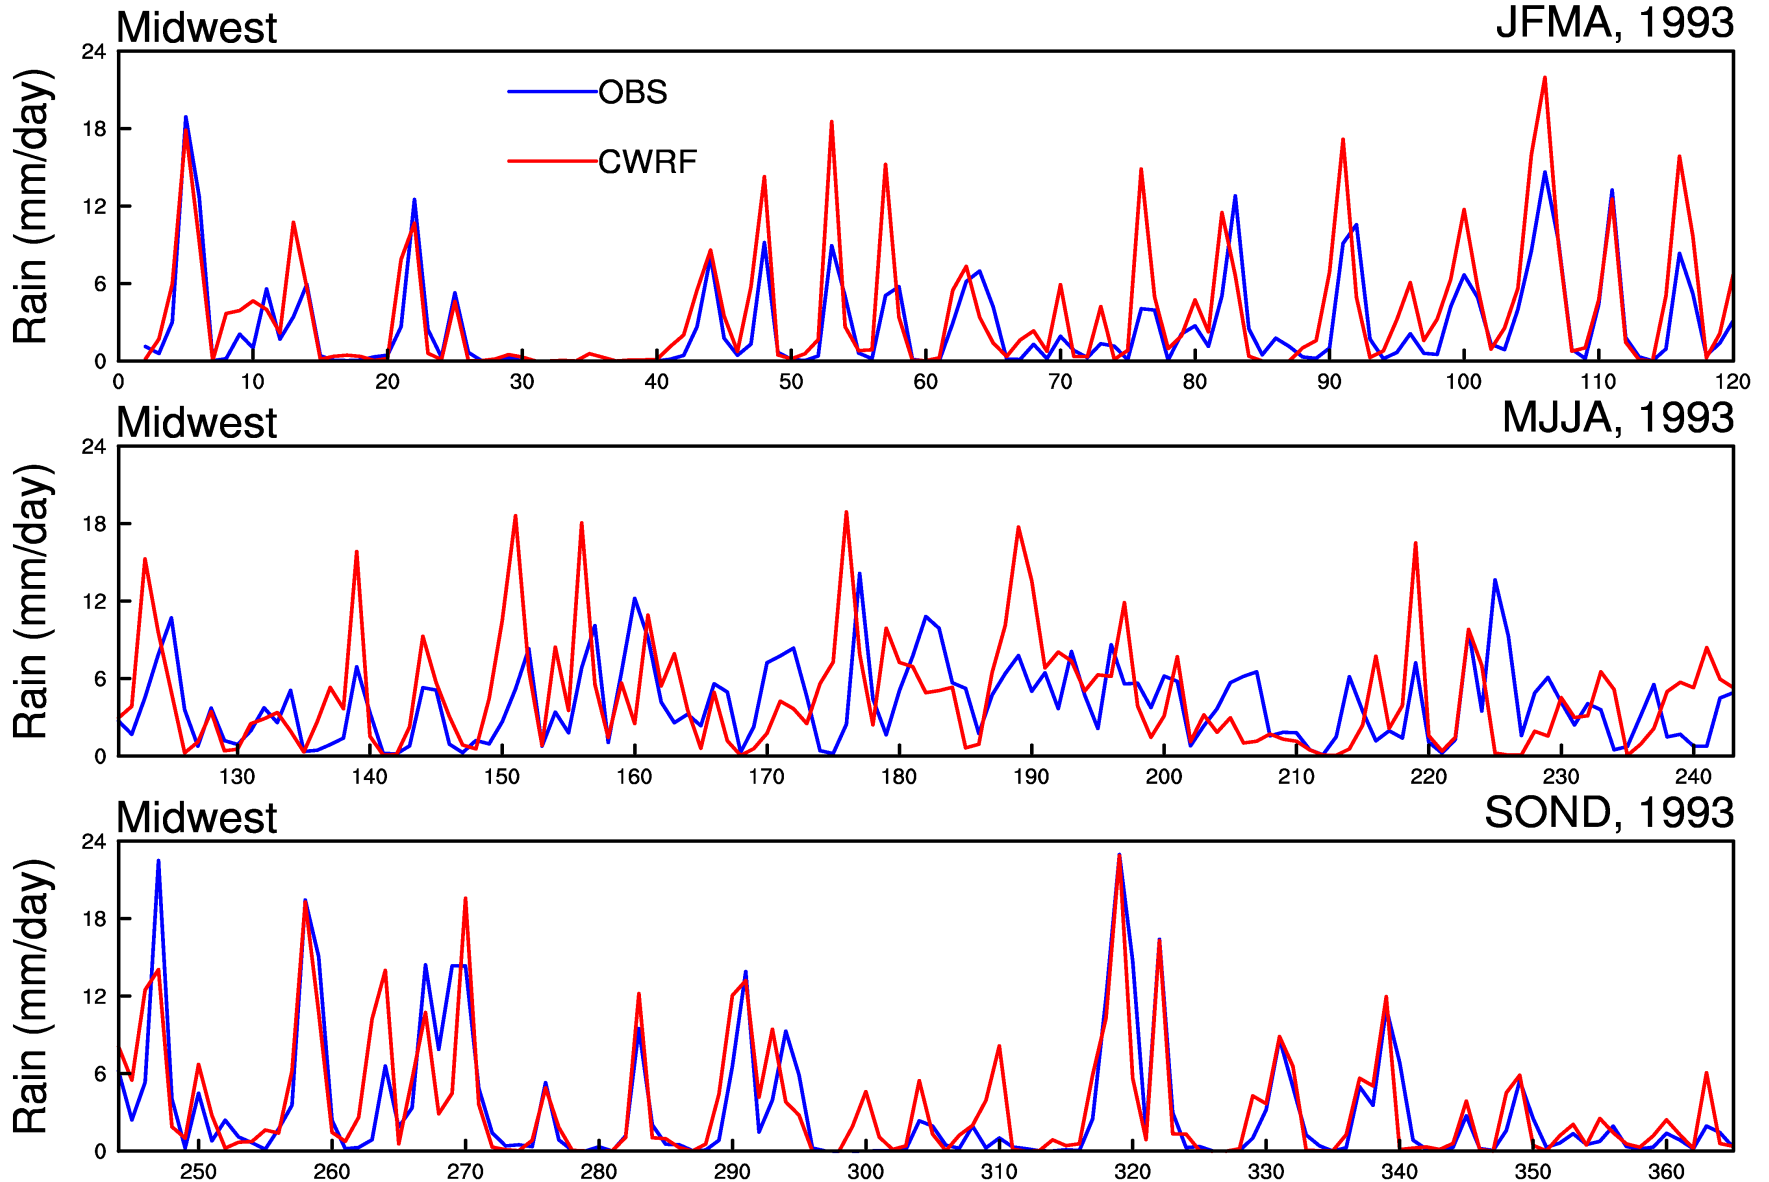 Midwest JFMA, 1993
Rain (mm/day)
24
18
12
6
0
OBS
CWRF
0 10 20 30 40 50 60 70 80 90 100 110 120
Midwest MJJA, 1993
Rain (mm/day)
24
18
12
6
0
130 140 150 160 170 180 190 200 210 220 230 240
Midwest SOND, 1993
Rain (mm/day)
24
18
12
6
0
250 260 270 280 290 300 310 320 330 340 350 360